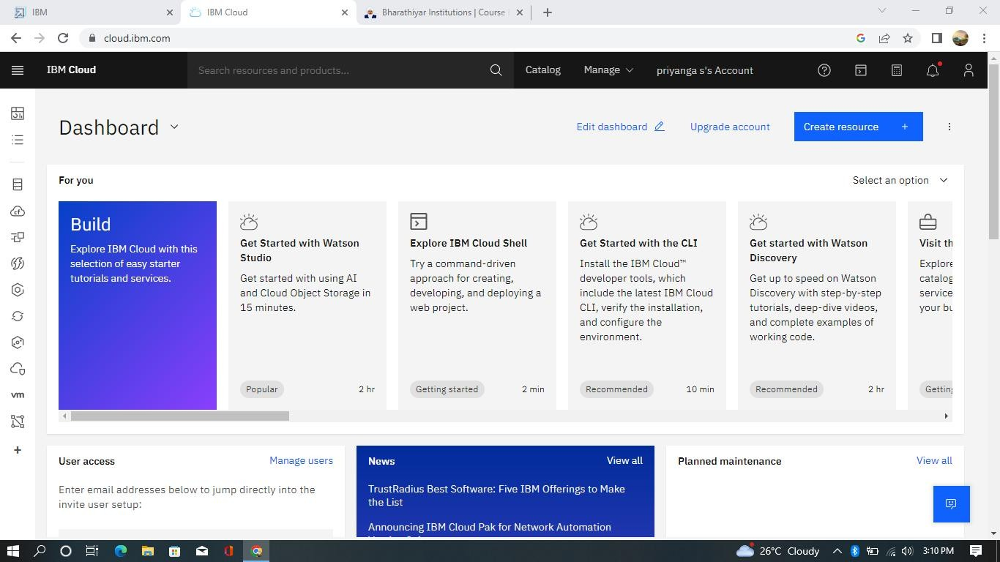 IBM
IBM Cloud
Bharathiyar Institutions | Course
cloud.ibm.com
IBM Cloud
Search resources and products...
Catalog
Manage
priyanga s's Account
Dashboard
Edit dashboard
Upgrade account
Create resource +
For you
Select an option
Build
Explore IBM Cloud with this
selection of easy starter
tutorials and services.
Get Started with Watson
Studio
Get started with using AI
and Cloud Object Storage in
15 minutes.
Popular
2 hr
Explore IBM Cloud Shell
Try a command-driven
approach for creating,
developing, and deploying a
web project.
Getting started
2 min
Get Started with the CLI
Install the IBM Cloud™
developer tools, which
include the latest IBM Cloud
CLI, verify the installation,
and configure the
environment.
Recommended
10 min
Get started with Watson
Discovery
Get up to speed on Watson
Discovery with step-by-step
tutorials, deep-dive videos,
and complete examples of
working code.
Recommended
2 hr
Visit th
Explore
catalog
service
your bu
Getting
vm
User access
Manage users
Enter email addresses below to jump directly into the
invite user setup:
News
View all
TrustRadius Best Software: Five IBM Offerings to Make
the List
Announcing IBM Cloud Pak for Network Automation
Planned maintenance
View all
26°C Cloudy
3:10 PM